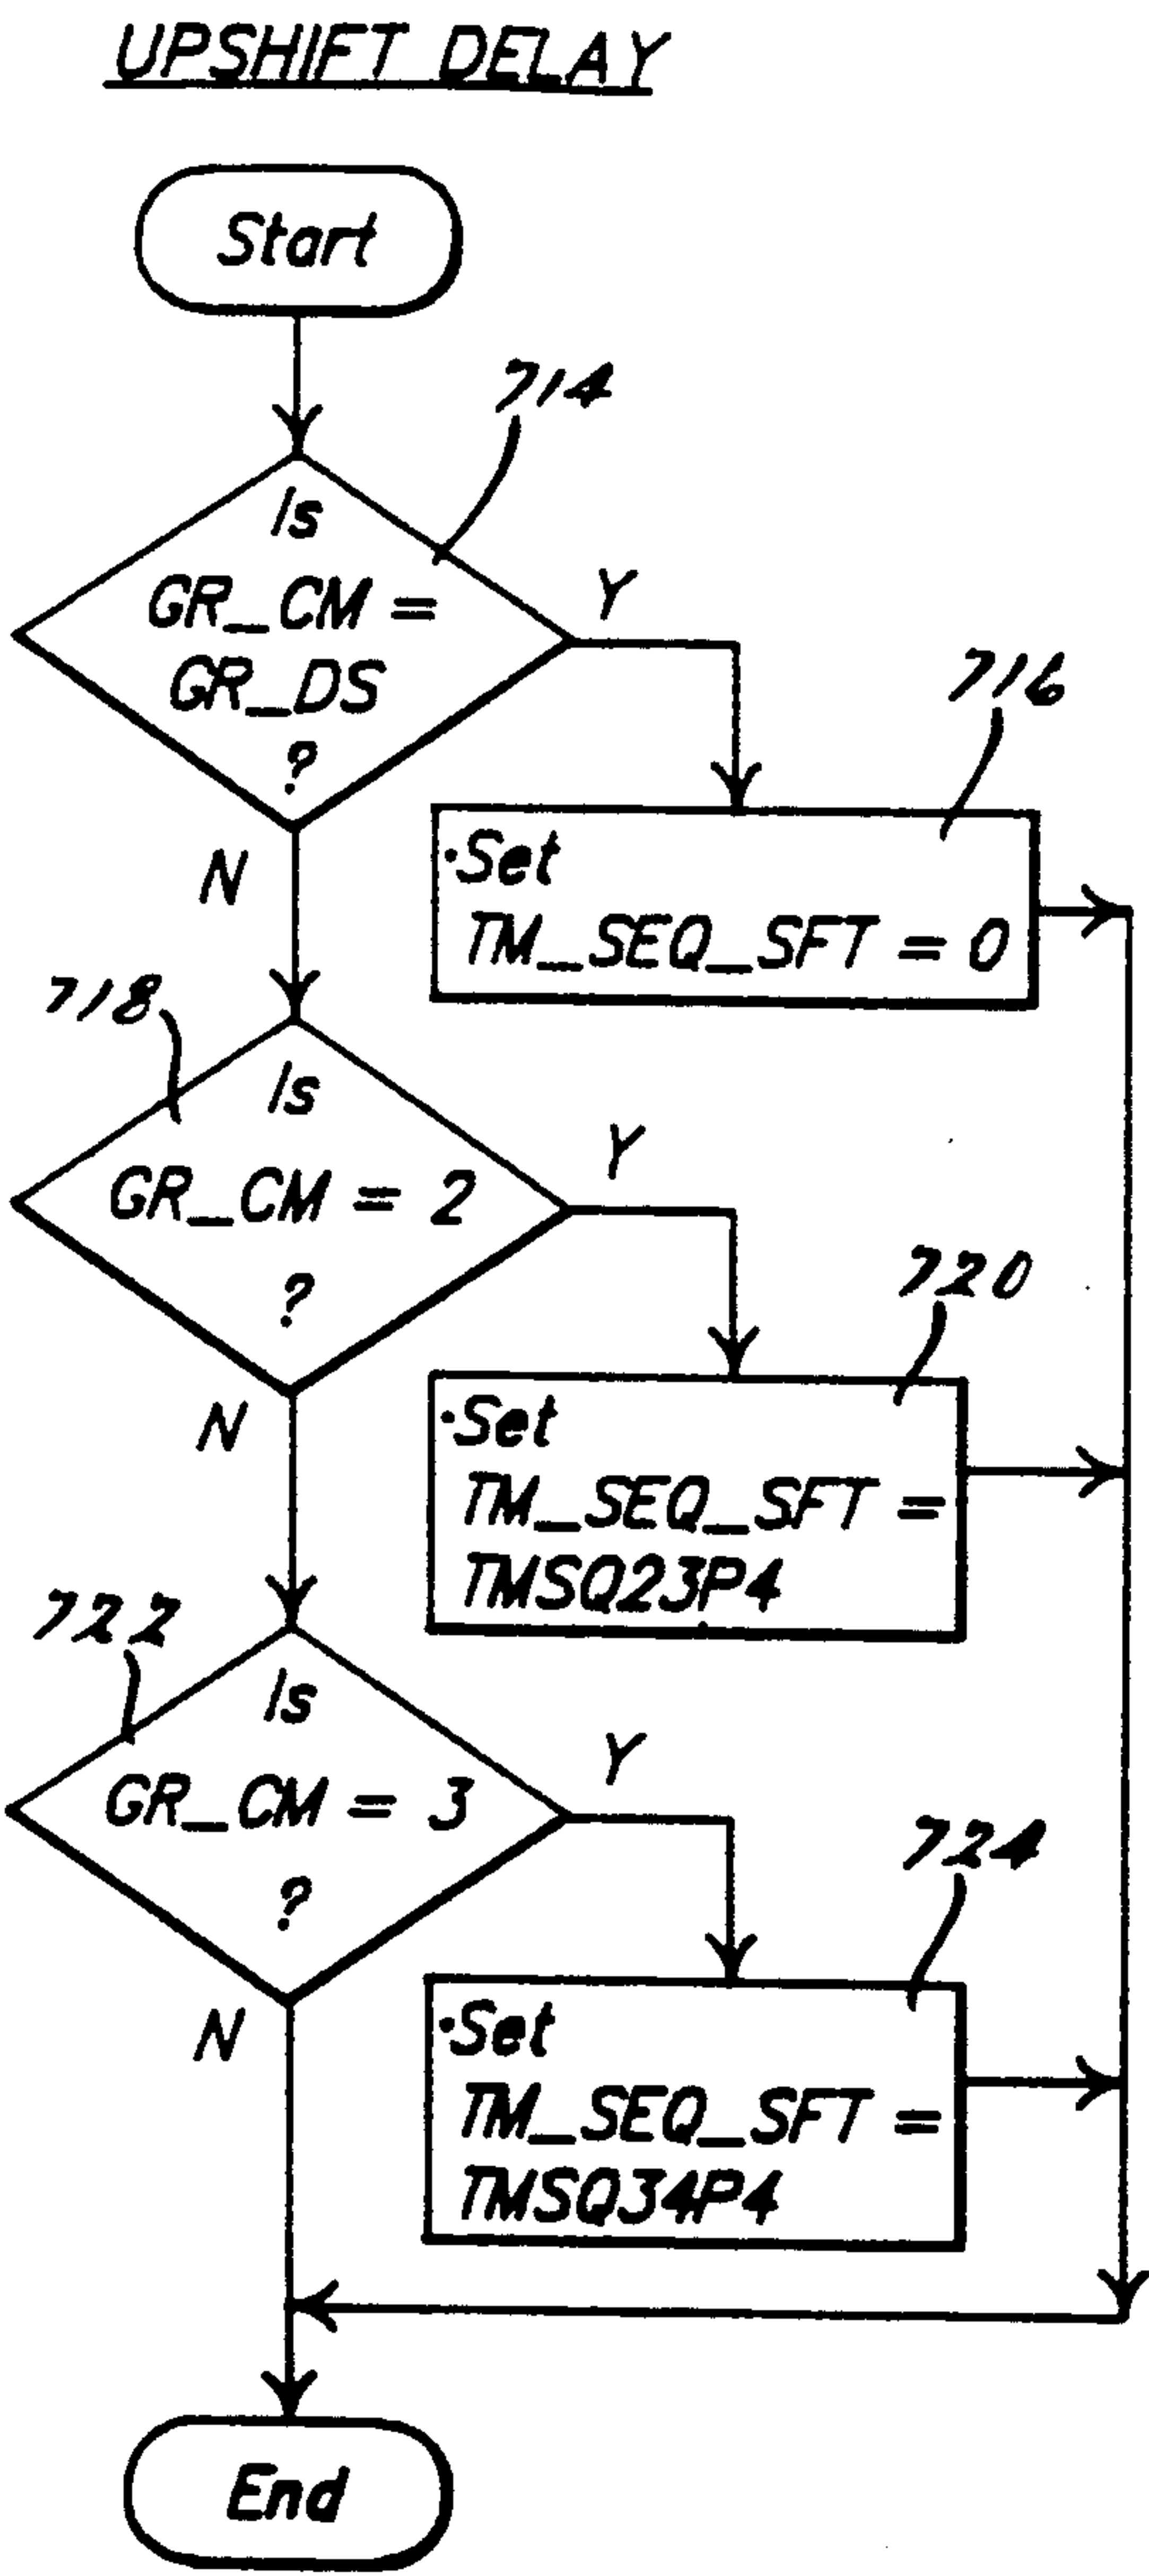 UPSHIFT DELAY
Start
714
Is
GR_CM =
GR_DS
?
Y
N
716
·Set
TM_SEQ_SFT = 0
718
Is
GR_CM = 2
?
Y
N
720
·Set
TM_SEQ_SFT =
TMSQ23P4
722
Is
GR_CM = 3
?
Y
N
724
·Set
TM_SEQ_SFT =
TMSQ34P4
End